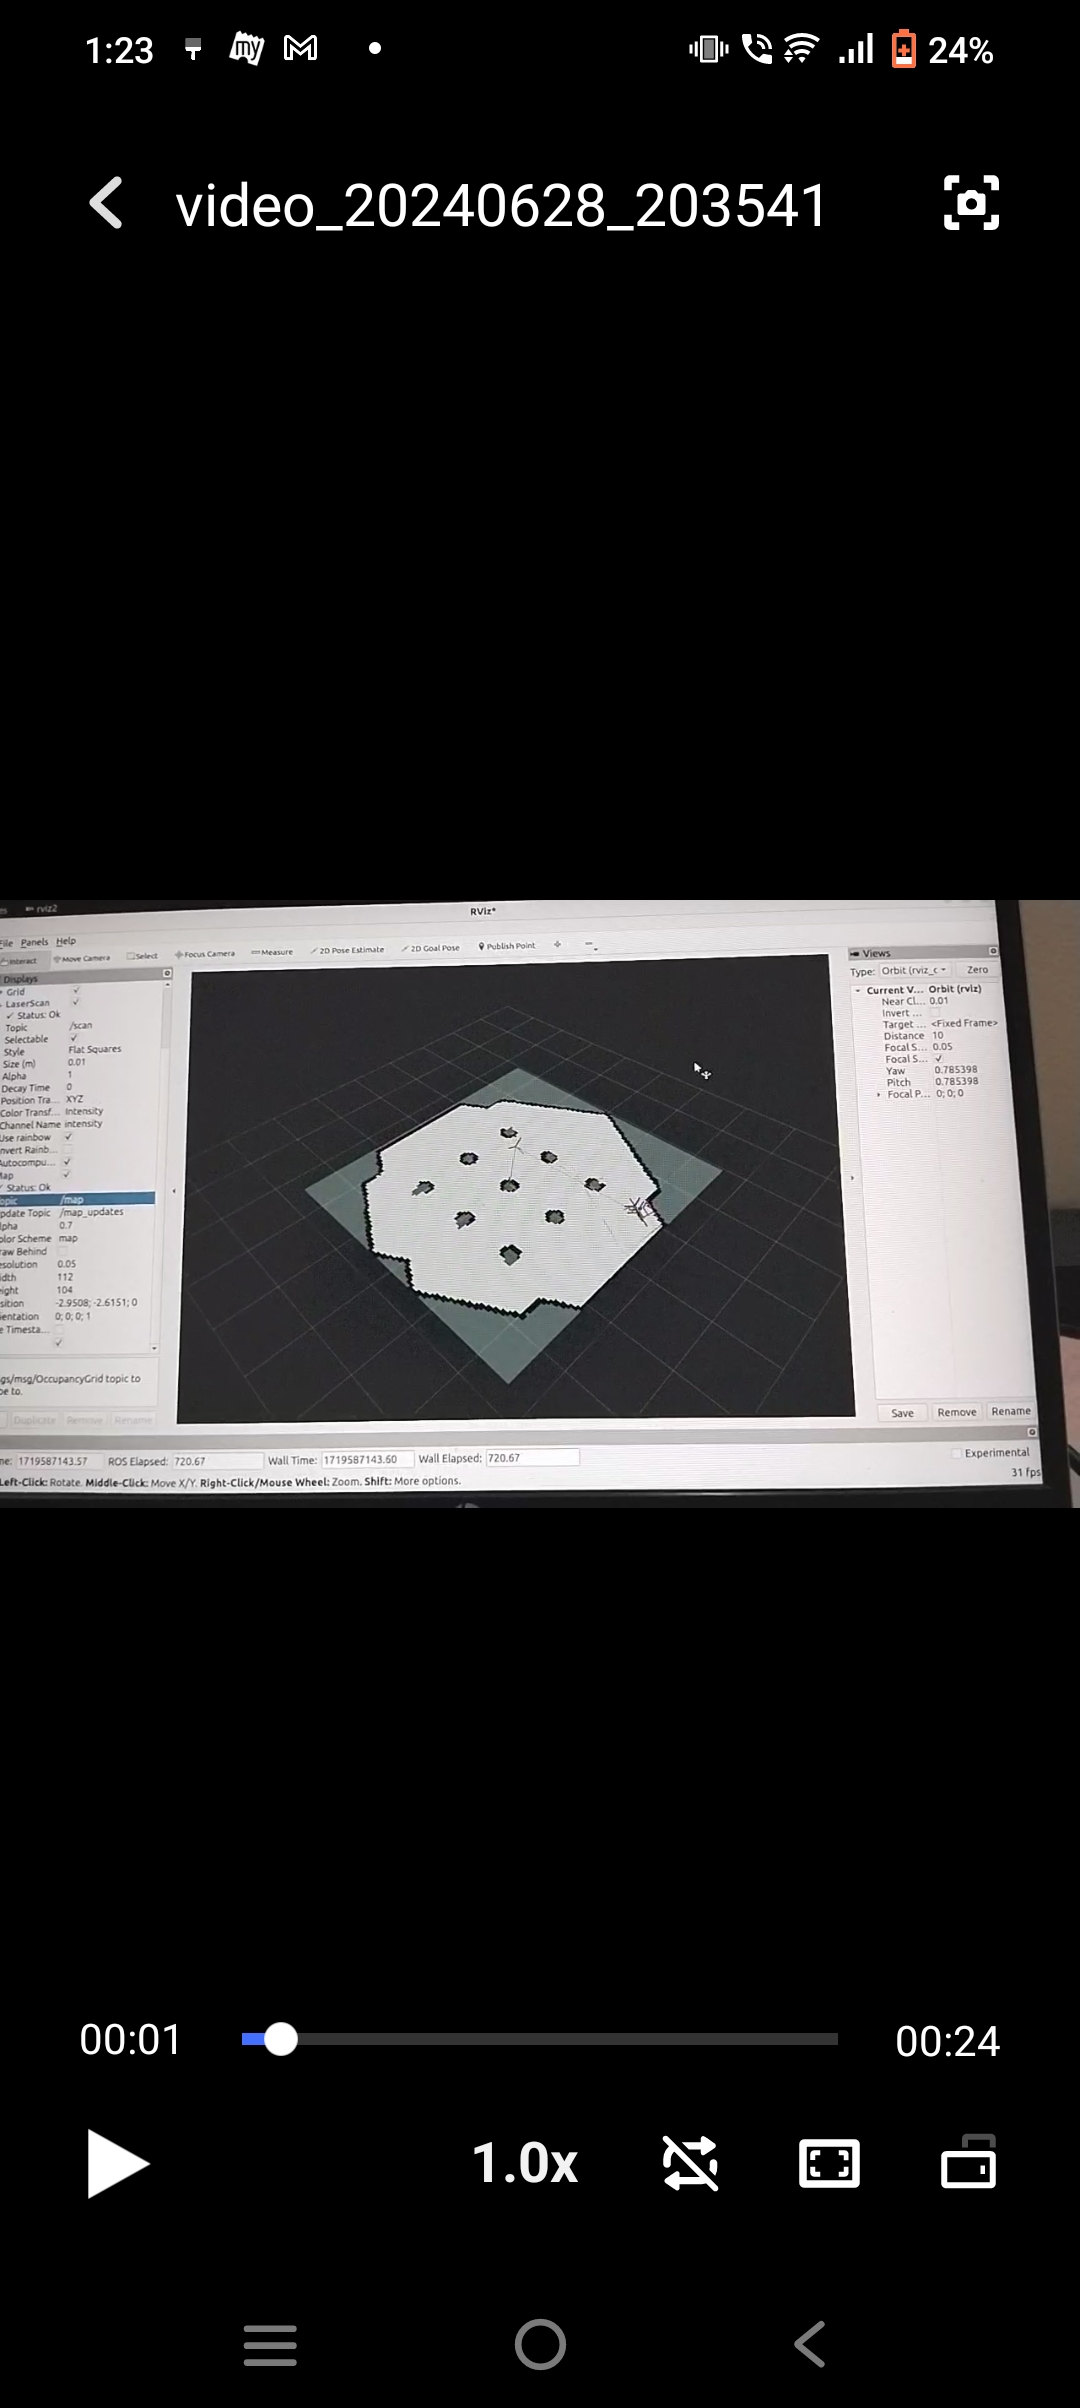 1:23 my 24%
video_20240628_203541
rviz2
RViz*
File Panels Help
Interact Move Camera Select Focus Camera Measure 2D Pose Estimate 2D Goal Pose Publish Point
Displays
Grid
LaserScan
Status: Ok
Topic /scan
Selectable
Style Flat Squares
Size (m) 0.01
Alpha 1
Decay Time 0
Position Tra... XYZ
Color Transf... Intensity
Channel Name intensity
Use rainbow
nvert Rainb...
Autocompu...
Map
Status: Ok
opic /map
pdate Topic /map_updates
lpha 0.7
olor Scheme map
raw Behind
esolution 0.05
idth 112
eight 104
sition -2.9508; -2.6151; 0
ientation 0; 0; 0; 1
e Timesta...
gs/msg/OccupancyGrid topic to
be to.
Duplicate Remove Rename
Views
Type: Orbit (rviz_c Zero
Current V... Orbit (rviz)
Near Cl... 0.01
Invert ...
Target ... <Fixed Frame>
Distance 10
Focal S... 0.05
Focal S...
Yaw 0.785398
Pitch 0.785398
Focal P... 0; 0; 0
Save Remove Rename
me: 1719587143.57 ROS Elapsed: 720.67 Wall Time: 1719587143.60 Wall Elapsed: 720.67
Experimental
Left-Click: Rotate. Middle-Click: Move X/Y. Right-Click/Mouse Wheel: Zoom. Shift: More options.
31 fps
00:01 00:24
1.0x